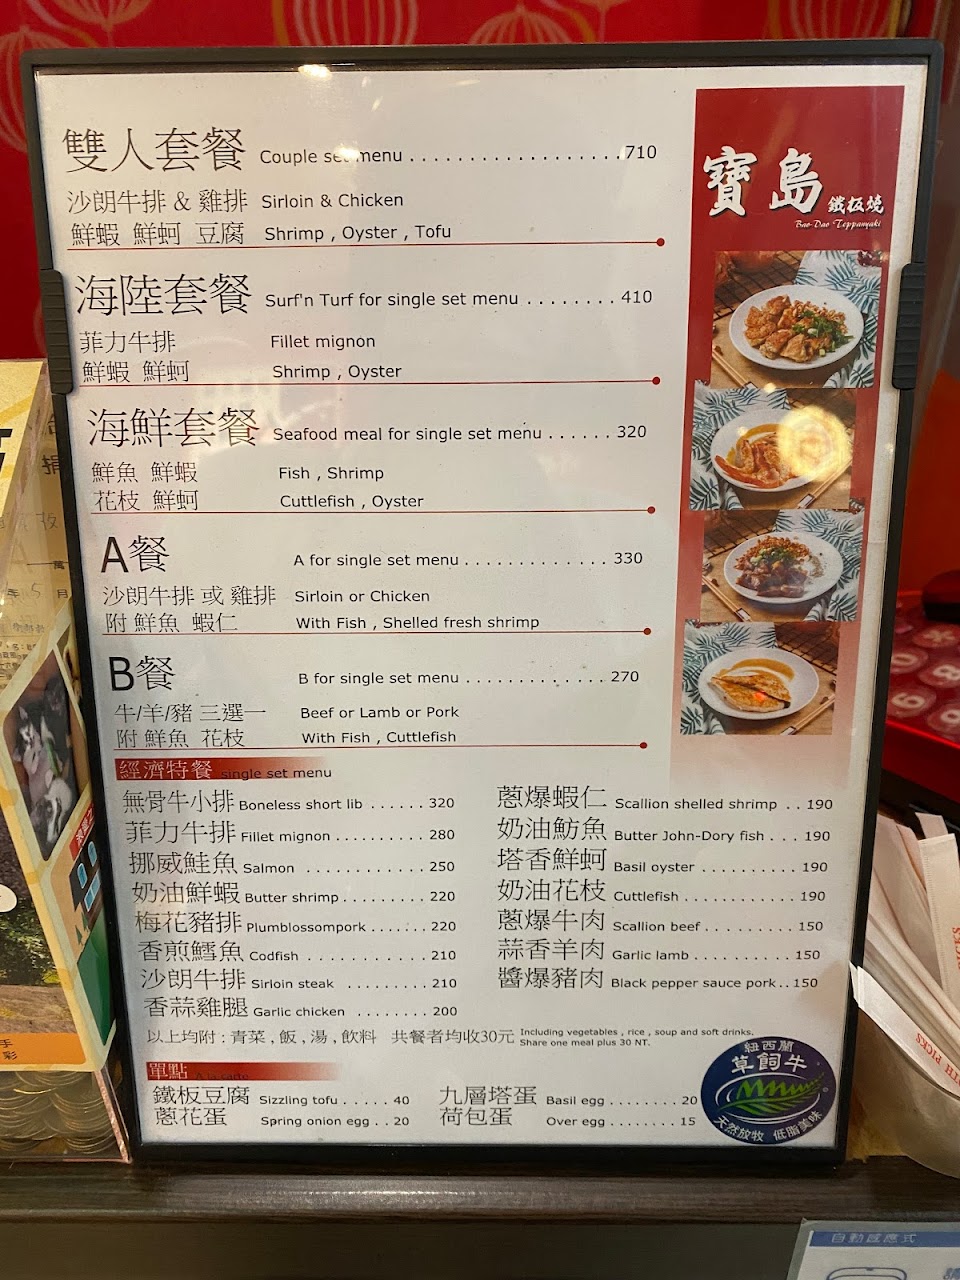 雙人套餐 Couple set menu ................... 710
沙朗牛排 & 雞排 Sirloin & Chicken
鮮蝦 鮮蚵 豆腐 Shrimp , Oyster , Tofu
海陸套餐 Surf'n Turf for single set menu ........ 410
菲力牛排 Fillet mignon
鮮蝦 鮮蚵 Shrimp , Oyster
海鮮套餐 Seafood meal for single set menu ...... 320
鮮魚 鮮蝦 Fish , Shrimp
花枝 鮮蚵 Cuttlefish , Oyster
A餐 A for single set menu ............. 330
沙朗牛排 或 雞排 Sirloin or Chicken
附 鮮魚 蝦仁 With Fish , Shelled fresh shrimp
B餐 B for single set menu ............. 270
牛/羊/豬 三選一 Beef or Lamb or Pork
附 鮮魚 花枝 With Fish , Cuttlefish
寶島 鐵板燒
Bao-Dao Teppanyaki
經濟特餐 single set menu
無骨牛小排 Boneless short lib ...... 320
菲力牛排 Fillet mignon .......... 280
挪威鮭魚 Salmon ............ 250
奶油鮮蝦 Butter shrimp ......... 220
梅花豬排 Plumblossompork ....... 220
香煎鱈魚 Codfish ............ 210
沙朗牛排 Sirloin steak ......... 210
香蒜雞腿 Garlic chicken ........ 200
蔥爆蝦仁 Scallion shelled shrimp .. 190
奶油魴魚 Butter John-Dory fish .... 190
塔香鮮蚵 Basil oyster .......... 190
奶油花枝 Cuttlefish ............ 190
蔥爆牛肉 Scallion beef ......... 150
蒜香羊肉 Garlic lamb ........... 150
醬爆豬肉 Black pepper sauce pork .. 150
以上均附 : 青菜 , 飯 , 湯 , 飲料 共餐者均收30元
Including vegetables , rice , soup and soft drinks.
Share one meal plus 30 NT.
單點 A la carte
鐵板豆腐 Sizzling tofu ..... 40
蔥花蛋 Spring onion egg .. 20
九層塔蛋 Basil egg ........ 20
荷包蛋 Over egg ........ 15
紐西蘭
草飼牛
天然放牧 低脂美味
自動感應式